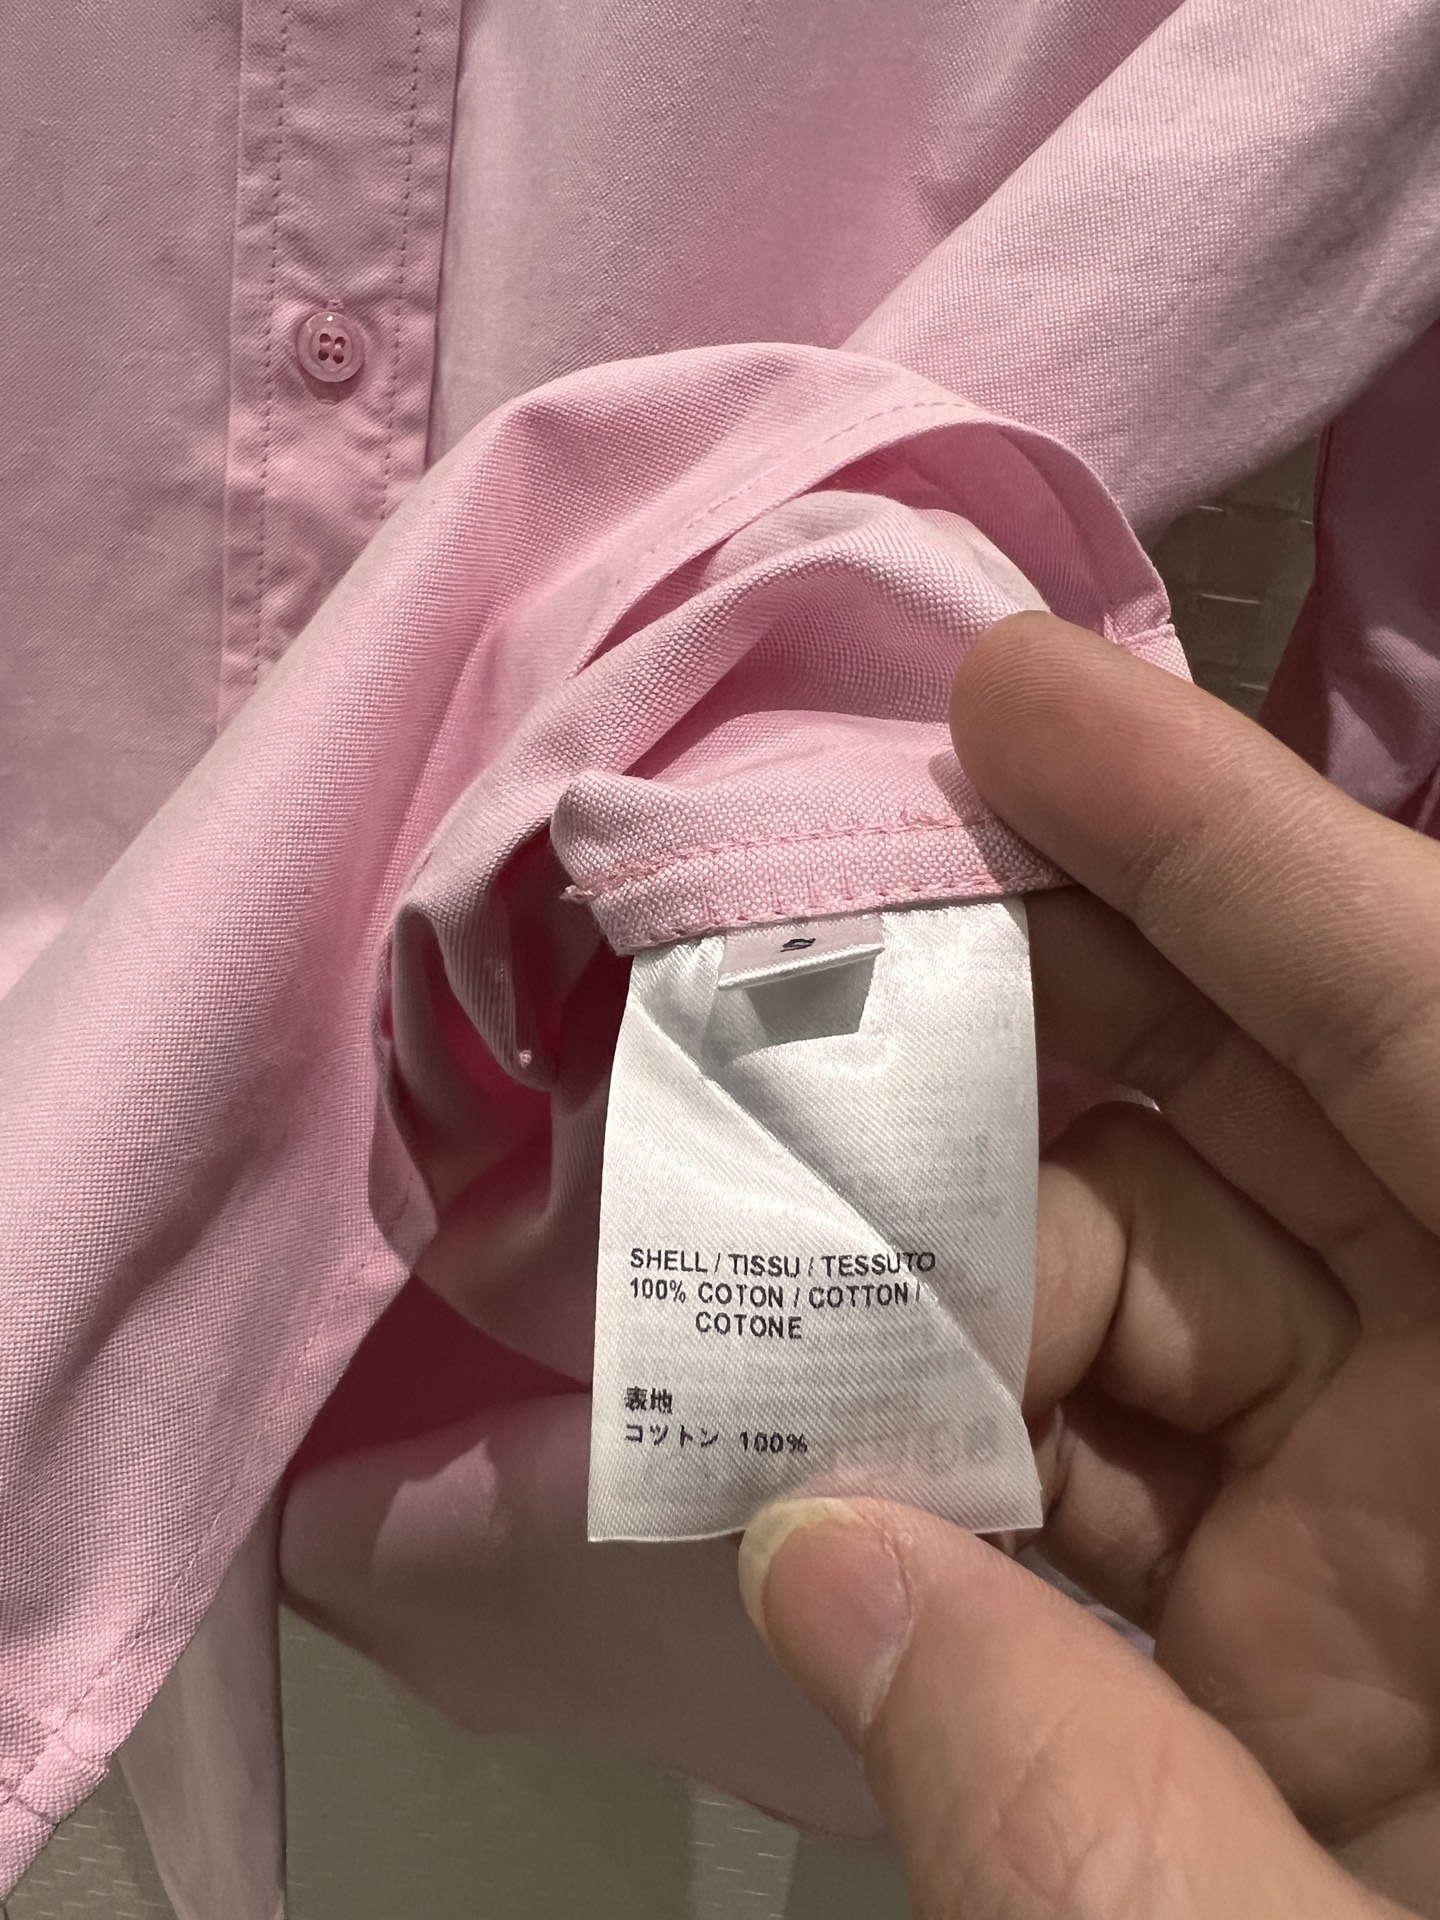 S
SHELL / TISSU / TESSUTO
100% COTON / COTTON /
COTONE
表地
コットン 100%